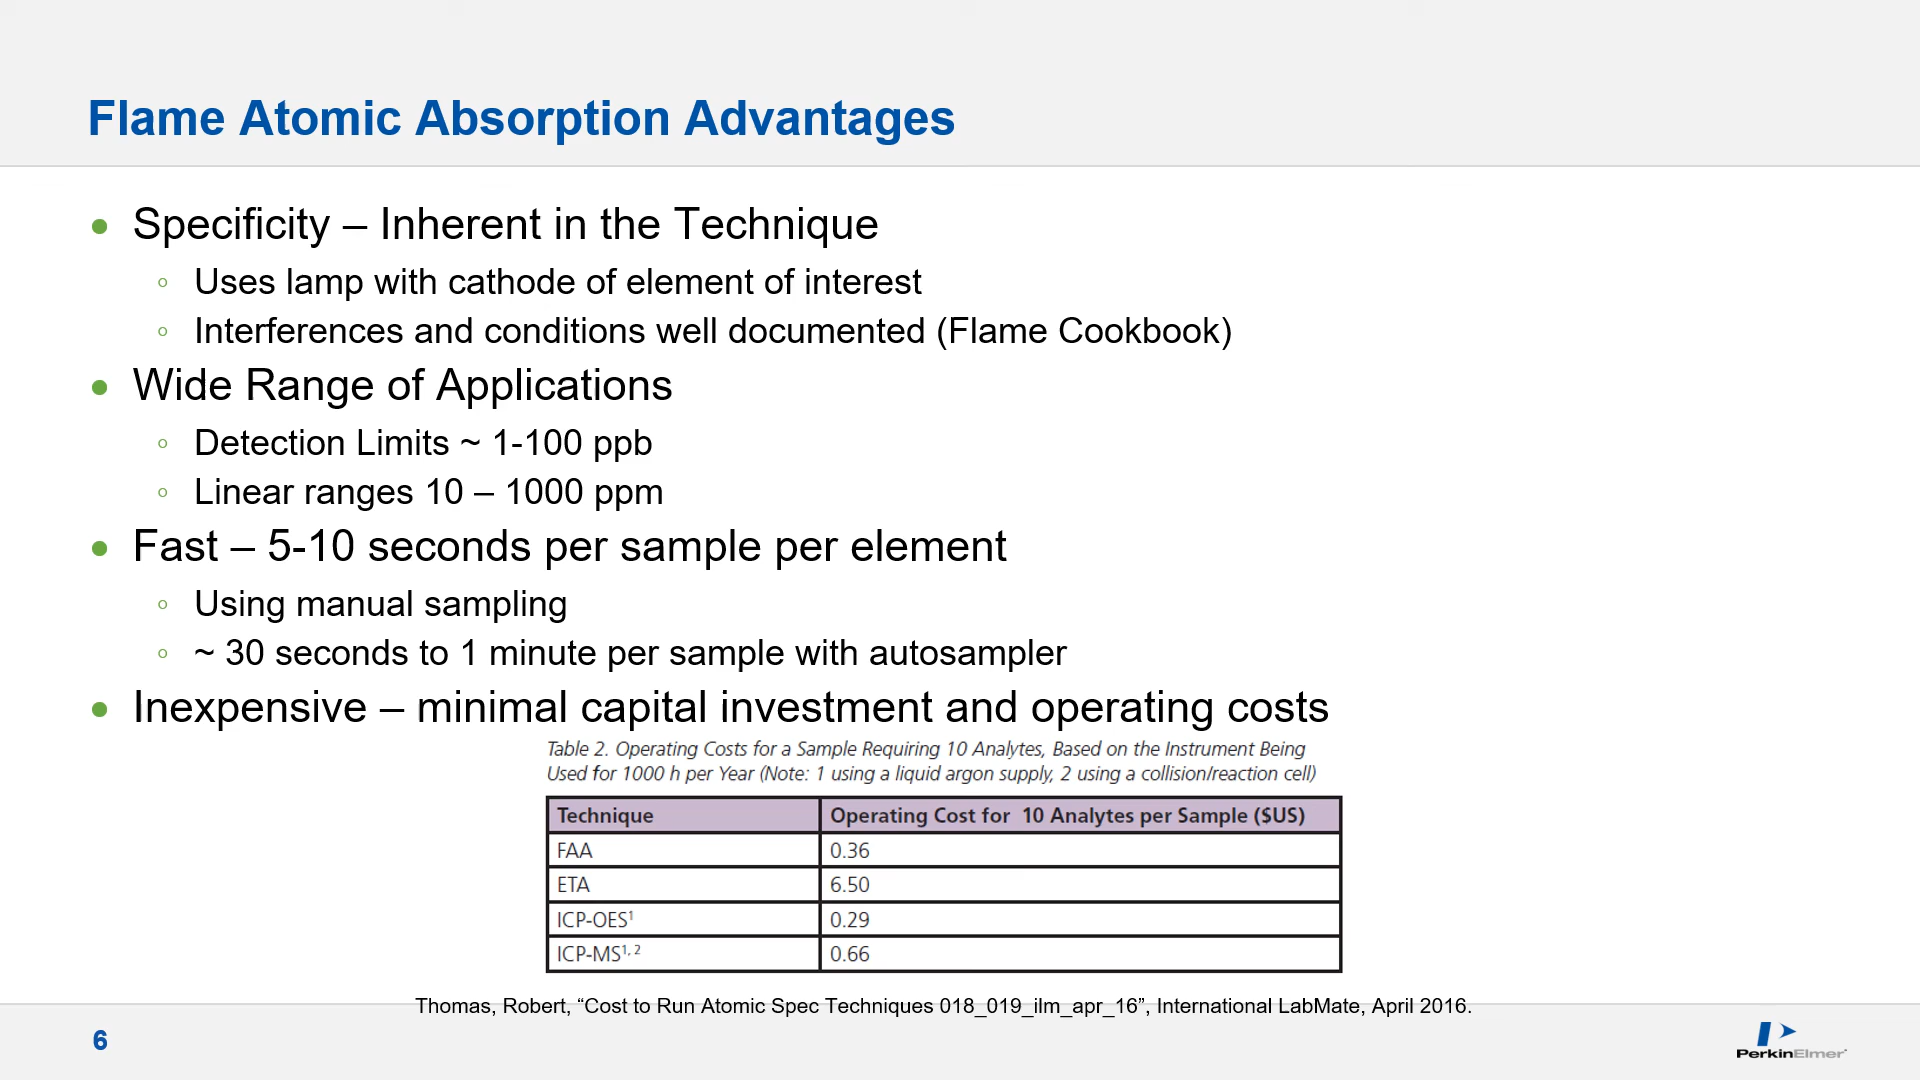 Flame Atomic Absorption Advantages
• Specificity – Inherent in the Technique
◦ Uses lamp with cathode of element of interest
◦ Interferences and conditions well documented (Flame Cookbook)
• Wide Range of Applications
◦ Detection Limits ~ 1-100 ppb
◦ Linear ranges 10 – 1000 ppm
• Fast – 5-10 seconds per sample per element
◦ Using manual sampling
◦ ~ 30 seconds to 1 minute per sample with autosampler
• Inexpensive – minimal capital investment and operating costs
Table 2. Operating Costs for a Sample Requiring 10 Analytes, Based on the Instrument Being
Used for 1000 h per Year (Note: 1 using a liquid argon supply, 2 using a collision/reaction cell)
Technique Operating Cost for 10 Analytes per Sample ($US)
FAA 0.36
ETA 6.50
ICP-OES¹ 0.29
ICP-MS¹,² 0.66
Thomas, Robert, “Cost to Run Atomic Spec Techniques 018_019_ilm_apr_16”, International LabMate, April 2016.
6
PerkinElmer